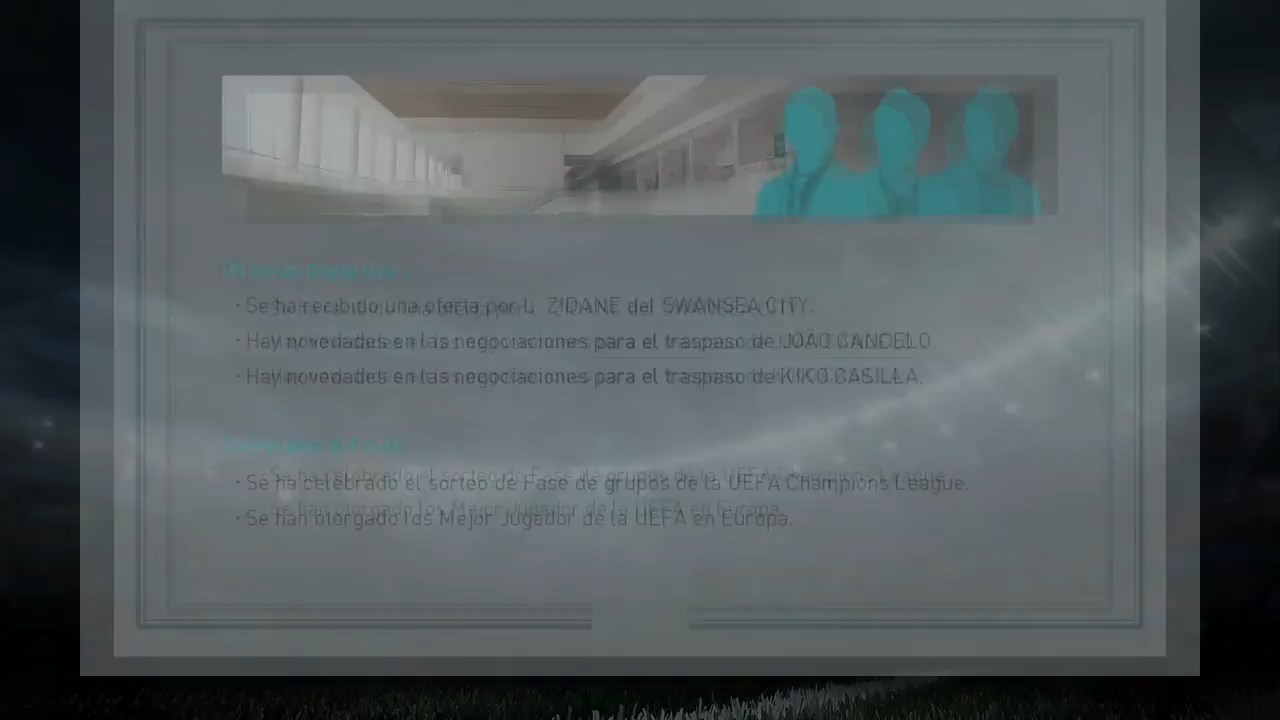 · Se ha recibido una oferta por L. ZIDANE del SWANSEA CITY.
· Hay novedades en las negociaciones para el traspaso de JOÃO CANCELO.
· Hay novedades en las negociaciones para el traspaso de KIKO CASILLA.
· Se ha celebrado el sorteo de Fase de grupos de la UEFA Champions League.
· Se han otorgado los Mejor Jugador de la UEFA en Europa.